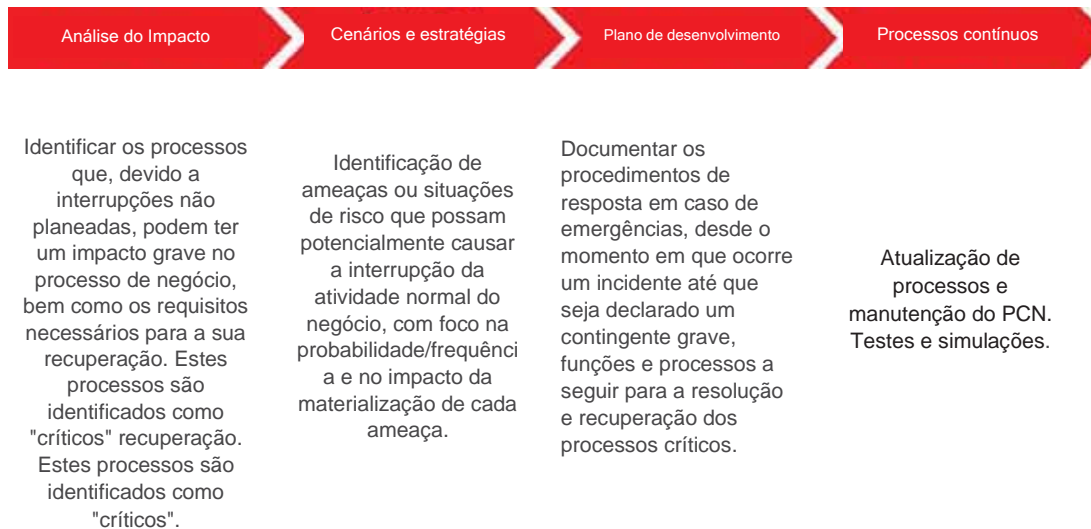 Análise do Impacto
Cenários e estratégias
Plano de desenvolvimento
Processos contínuos
Identificar os processos
que, devido a
interrupções não
planeadas, podem ter
um impacto grave no
processo de negócio,
bem como os requisitos
necessários para a sua
recuperação. Estes
processos são
identificados como
"críticos" recuperação.
Estes processos são
identificados como
"críticos".
Identificação de
ameaças ou situações
de risco que possam
potencialmente causar
a interrupção da
atividade normal do
negócio, com foco na
probabilidade/frequênci
a e no impacto da
materialização de cada
ameaça.
Documentar os
procedimentos de
resposta em caso de
emergências, desde o
momento em que ocorre
um incidente até que
seja declarado um
contingente grave,
funções e processos a
seguir para a resolução
e recuperação dos
processos críticos.
Atualização de
processos e
manutenção do PCN.
Testes e simulações.